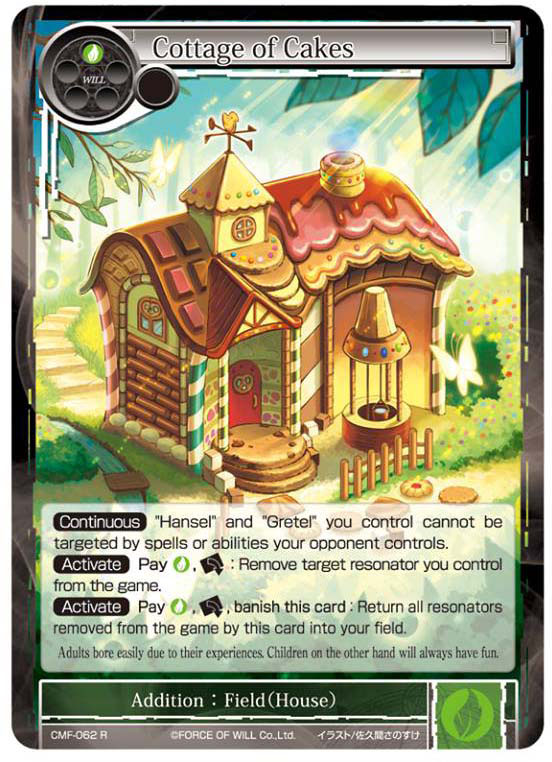 Cottage of Cakes
WILL
Continuous "Hansel" and "Gretel" you control cannot be
targeted by spells or abilities your opponent controls.
Activate Pay , : Remove target resonator you control
from the game.
Activate Pay , , banish this card : Return all resonators
removed from the game by this card into your field.
Adults bore easily due to their experiences. Children on the other hand will always have fun.
Addition : Field(House)
CMF-062 R ©FORCE OF WILL Co.,Ltd. イラスト/佐久間さのすけ